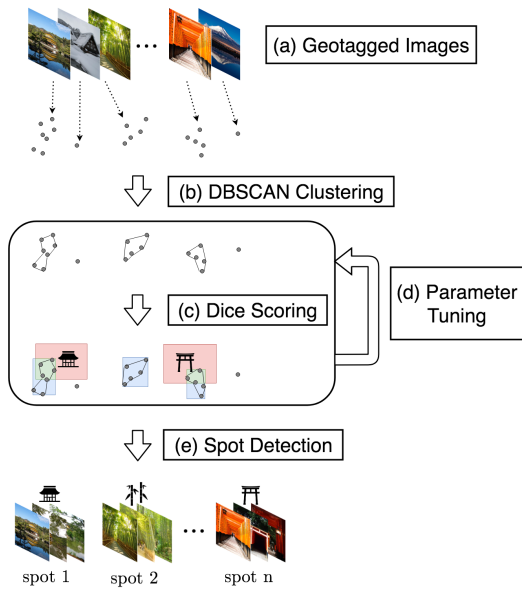 (a) Geotagged Images
(b) DBSCAN Clustering
(c) Dice Scoring
(d) Parameter
Tuning
(e) Spot Detection
spot 1
spot 2
spot n